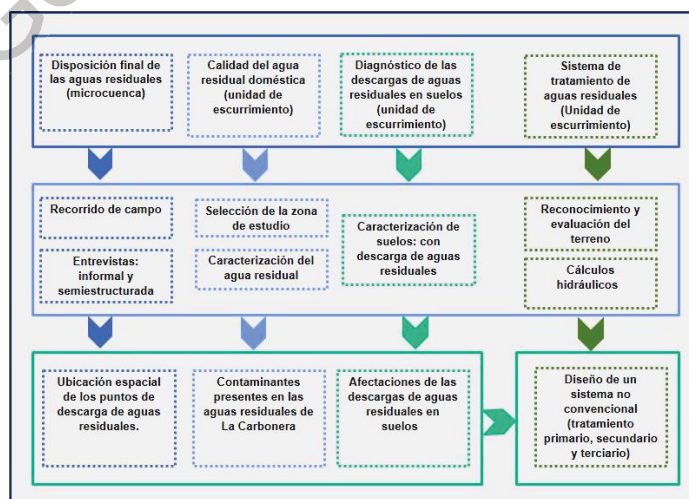 Disposición final de
las aguas residuales
(microcuenca)
Calidad del agua
residual doméstica
(unidad de
escurrimiento)
Diagnóstico de las
descargas de aguas
residuales en suelos
(unidad de
escurrimiento)
Sistema de
tratamiento de
aguas residuales
(Unidad de
escurrimiento)
Recorrido de campo
Entrevistas:
informal y
semiestructurada
Selección de la zona
de estudio
Caracterización del
agua residual
Caracterización de
suelos: con
descarga de aguas
residuales
Reconocimiento y
evaluación del
terreno
Cálculos
hidráulicos
Ubicación espacial
de los puntos de
descarga de aguas
residuales.
Contaminantes
presentes en las
aguas residuales de
La Carbonera
Afectaciones de las
descargas de aguas
residuales en
suelos
Diseño de un
sistema no
convencional
(tratamiento
primario, secundario
y terciario)